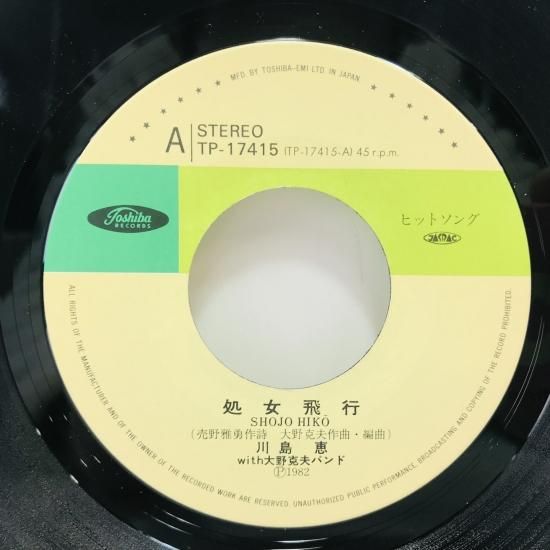 MFD. BY TOSHIBA-EMI LTD. IN JAPAN
A
STEREO
TP-17415 (TP-17415-A) 45 r.p.m.
Toshiba
RECORDS
ヒットソング
JASRAC
処女飛行
SHOJO HIKŌ
(売野雅勇作詩 大野克夫作曲・編曲)
川島恵
with大野克夫バンド
Ⓟ1982
ALL RIGHTS OF THE MANUFACTURER AND OF THE OWNER OF THE RECORDED WORK ARE RESERVED. UNAUTHORIZED PUBLIC PERFORMANCE, BROADCASTING AND COPYING OF THE RECORD PROHIBITED.